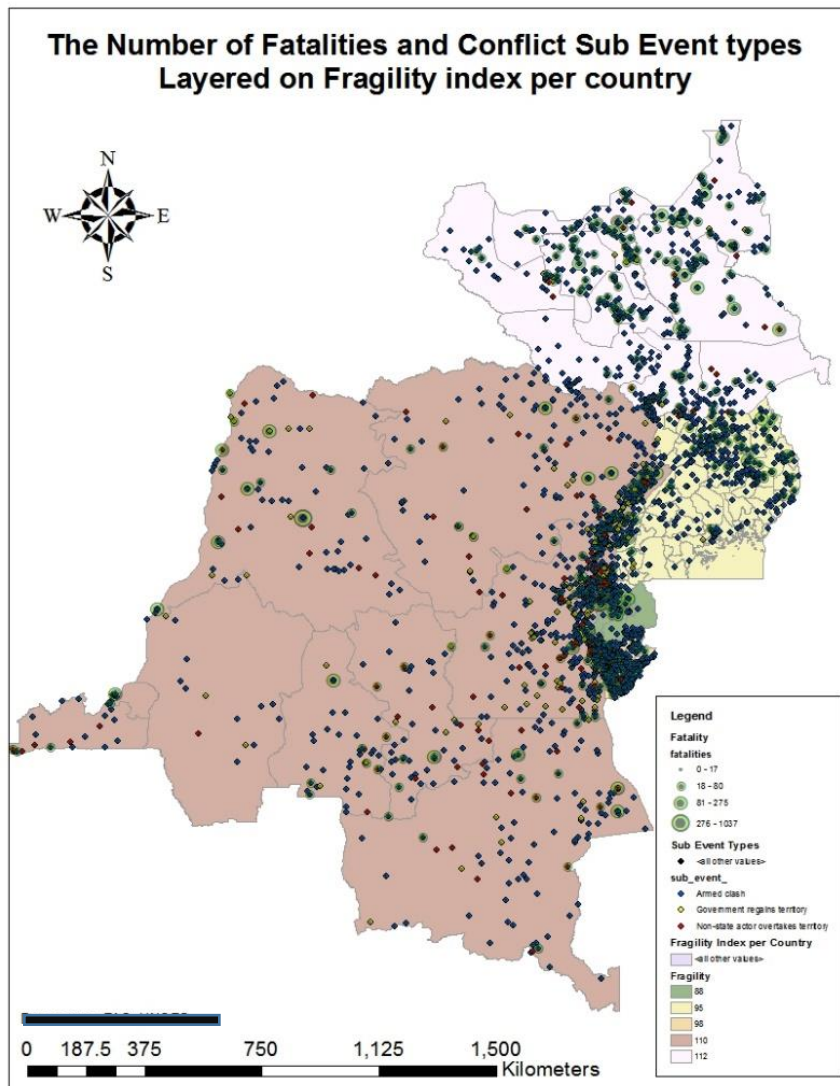 The Number of Fatalities and Conflict Sub Event types
Layered on Fragility index per country
N
W
E
S
Legend
Fatality
fatalities
0 - 17
18 - 80
81 - 275
276 - 1037
Sub Event Types
<all other values>
sub_event_
Armed clash
Government regains territory
Non-state actor overtakes territory
Fragility Index per Country
<all other values>
Fragility
88
95
98
110
112
0 187.5 375 750 1,125 1,500
Kilometers